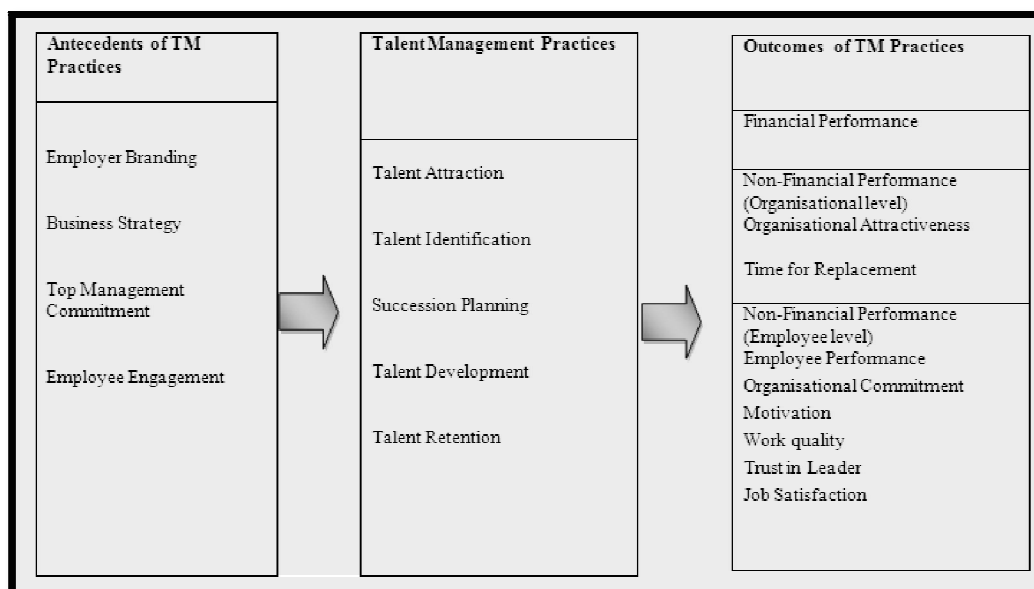 Antecedents of TM
Practices
Employer Branding
Business Strategy
Top Management
Commitment
Employee Engagement
Talent Management Practices
Talent Attraction
Talent Identification
Succession Planning
Talent Development
Talent Retention
Outcomes of TM Practices
Financial Performance
Non-Financial Performance
(Organisational level)
Organisational Attractiveness
Time for Replacement
Non-Financial Performance
(Employee level)
Employee Performance
Organisational Commitment
Motivation
Work quality
Trust in Leader
Job Satisfaction